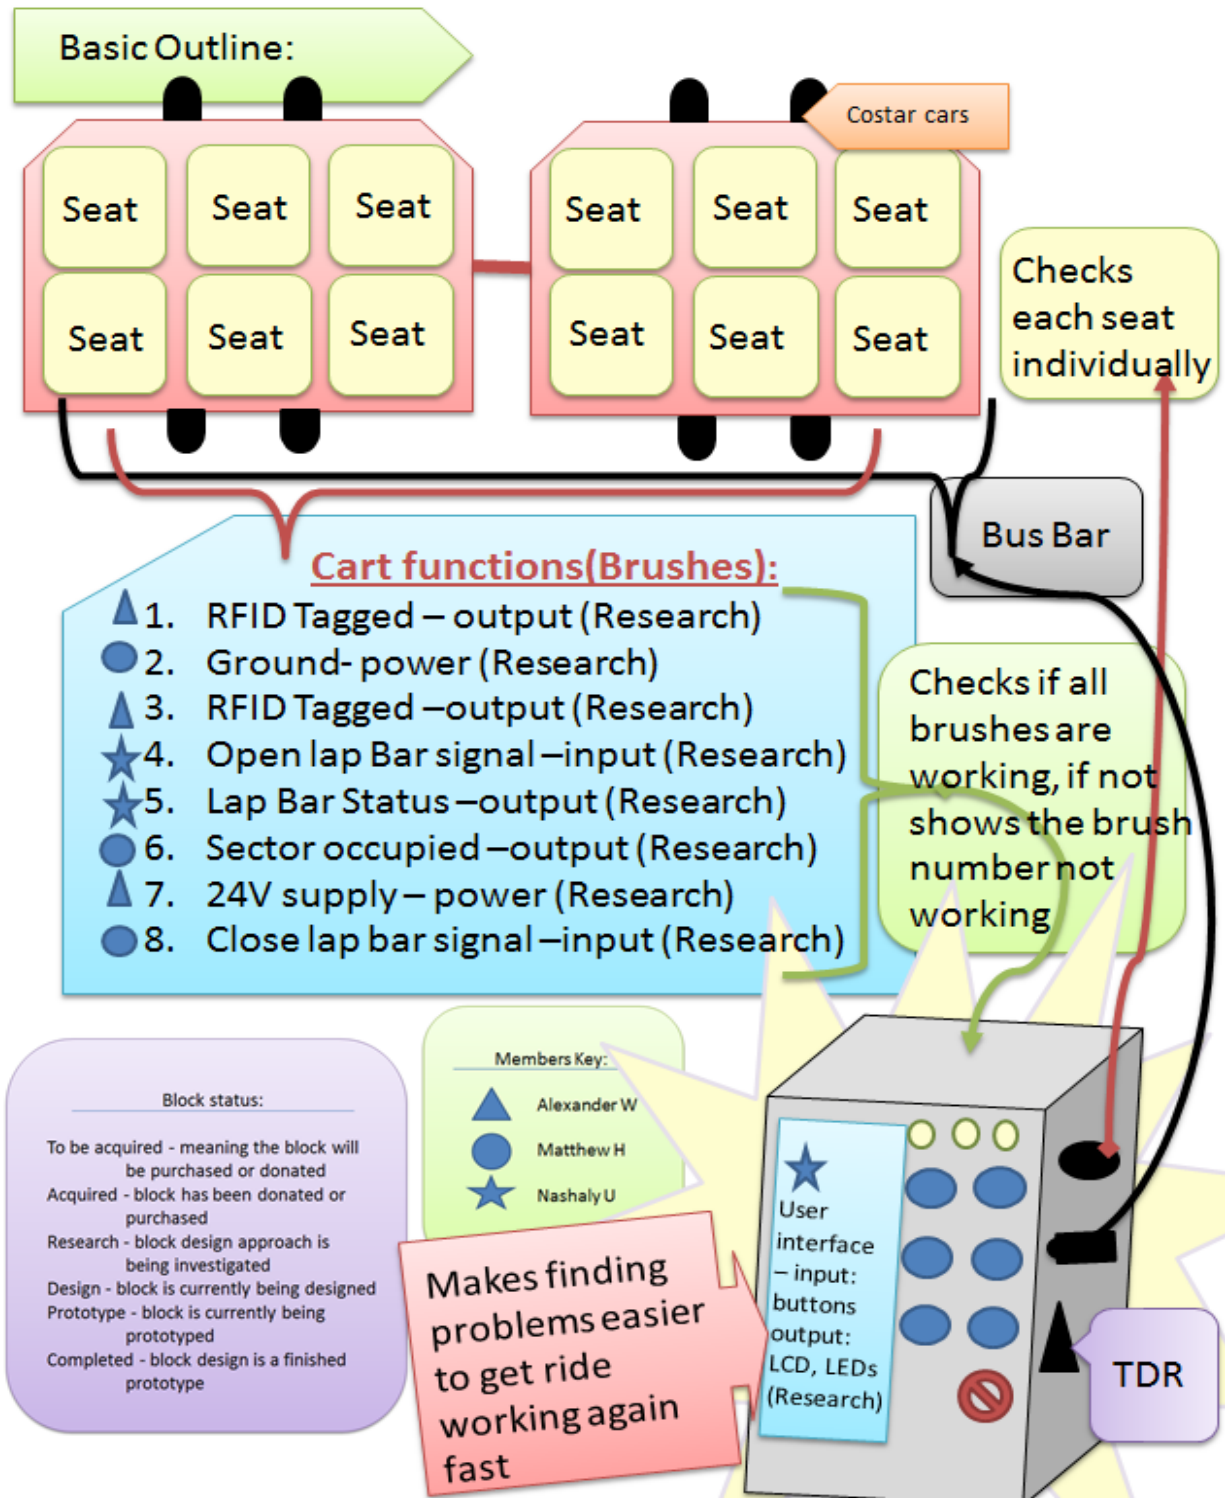 Basic Outline:
Costar cars
Seat Seat Seat Seat Seat Seat
Seat Seat Seat Seat Seat Seat
Checks
each seat
individually
Bus Bar
Cart functions(Brushes):
1. RFID Tagged – output (Research)
2. Ground- power (Research)
3. RFID Tagged –output (Research)
4. Open lap Bar signal –input (Research)
5. Lap Bar Status –output (Research)
6. Sector occupied –output (Research)
7. 24V supply – power (Research)
8. Close lap bar signal –input (Research)
Checks if all
brushes are
working, if not
shows the brush
number not
working
Block status:
To be acquired - meaning the block will
be purchased or donated
Acquired - block has been donated or
purchased
Research - block design approach is
being investigated
Design - block is currently being designed
Prototype - block is currently being
prototyped
Completed - block design is a finished
prototype
Members Key:
Alexander W
Matthew H
Nashaly U
Makes finding
problems easier
to get ride
working again
fast
User
interface
– input:
buttons
output:
LCD, LEDs
(Research)
TDR